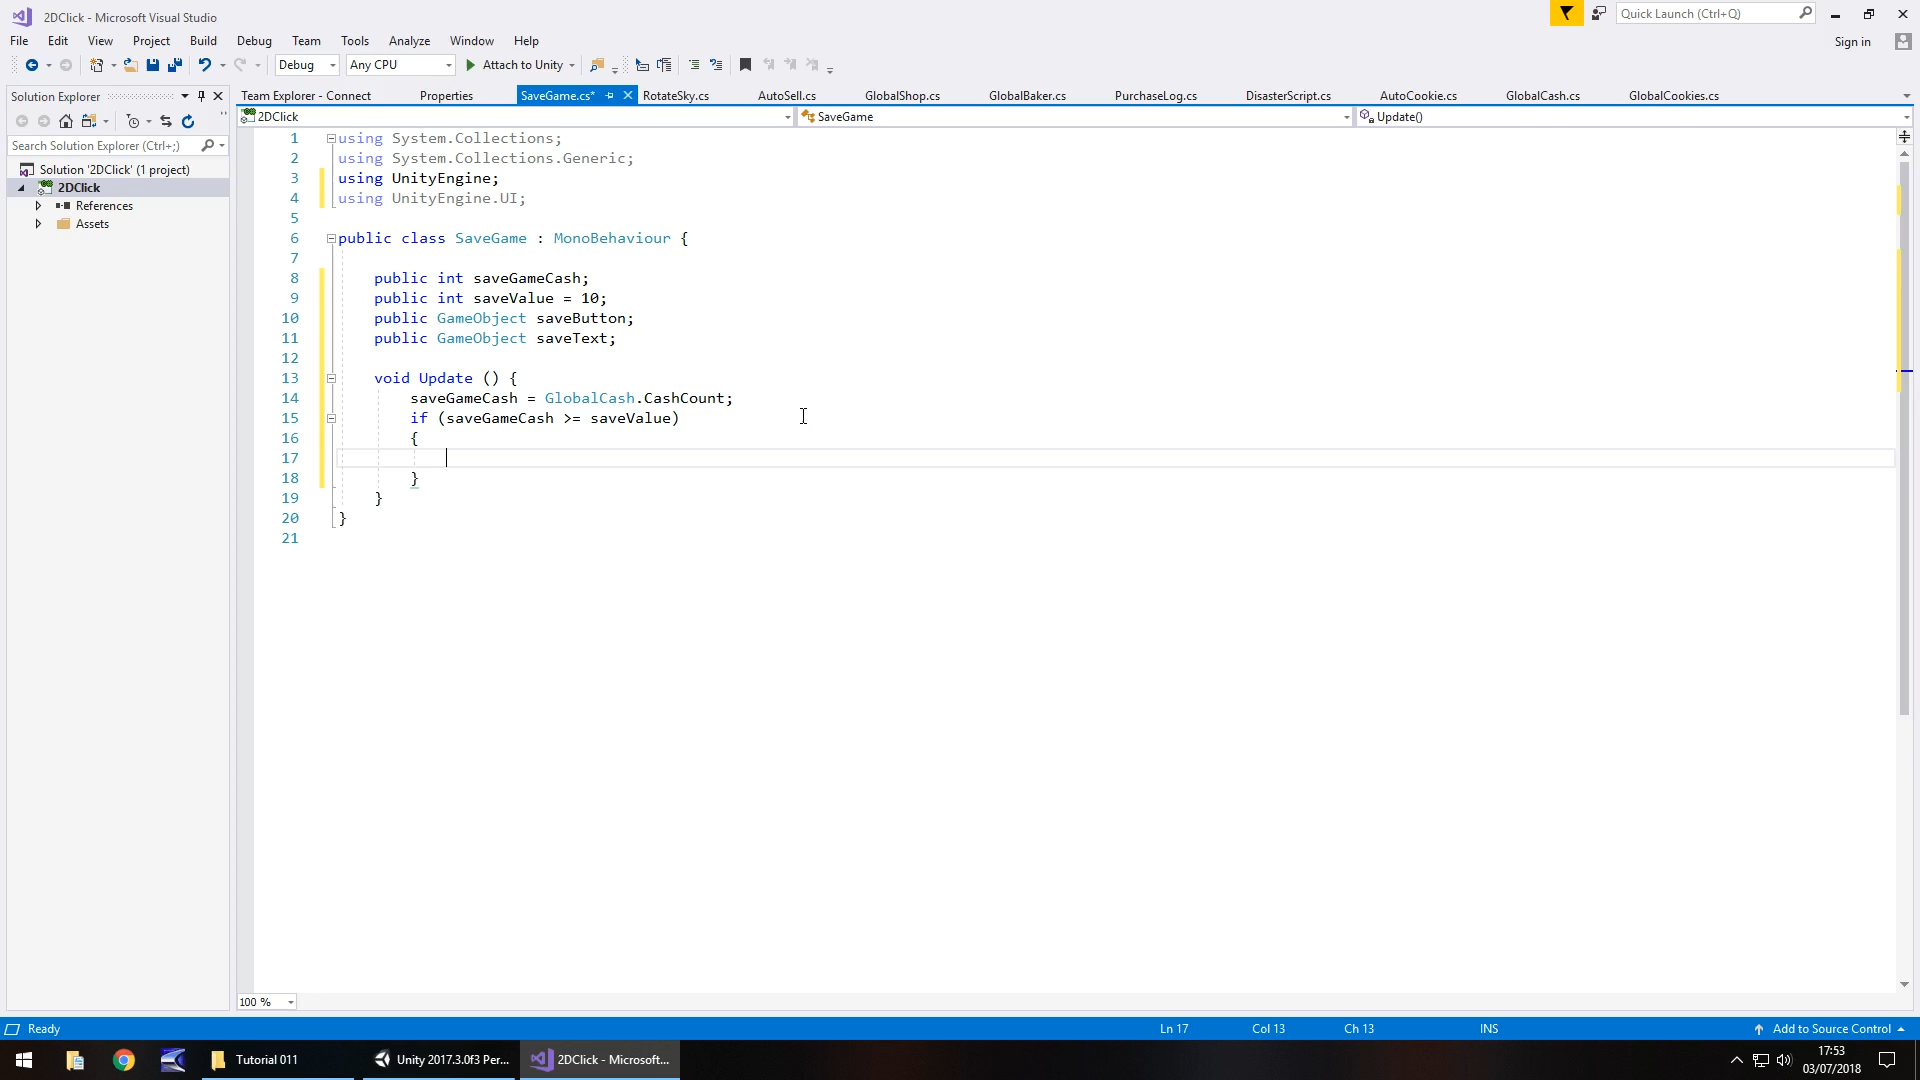 2DClick - Microsoft Visual Studio
Quick Launch (Ctrl+Q)
File Edit View Project Build Debug Team Tools Analyze Window Help
Sign in
Debug Any CPU Attach to Unity
Solution Explorer
Team Explorer - Connect Properties SaveGame.cs* RotateSky.cs AutoSell.cs GlobalShop.cs GlobalBaker.cs PurchaseLog.cs DisasterScript.cs AutoCookie.cs GlobalCash.cs GlobalCookies.cs
2DClick SaveGame Update()
Search Solution Explorer (Ctrl+;)
Solution '2DClick' (1 project)
2DClick
References
Assets
1 using System.Collections;
2 using System.Collections.Generic;
3 using UnityEngine;
4 using UnityEngine.UI;
5
6 public class SaveGame : MonoBehaviour {
7
8 public int saveGameCash;
9 public int saveValue = 10;
10 public GameObject saveButton;
11 public GameObject saveText;
12
13 void Update () {
14 saveGameCash = GlobalCash.CashCount;
15 if (saveGameCash >= saveValue)
16 {
17
18 }
19 }
20 }
21
100 %
Ready Ln 17 Col 13 Ch 13 INS Add to Source Control
Tutorial 011 Unity 2017.3.0f3 Per... 2DClick - Microsoft...
17:53
03/07/2018